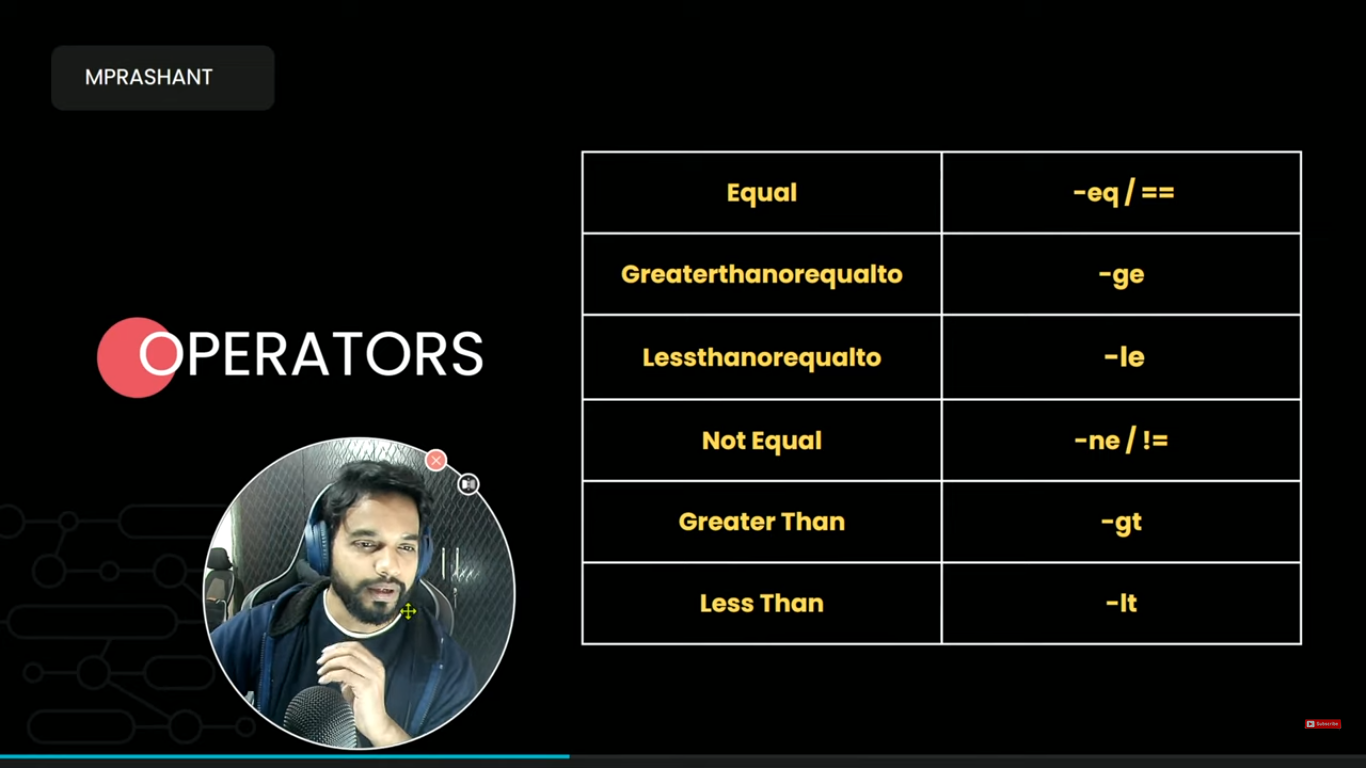 MPRASHANT
OPERATORS
Equal -eq / ==
Greaterthanorequalto -ge
Lessthanorequalto -le
Not Equal -ne / !=
Greater Than -gt
Less Than -lt
Subscribe